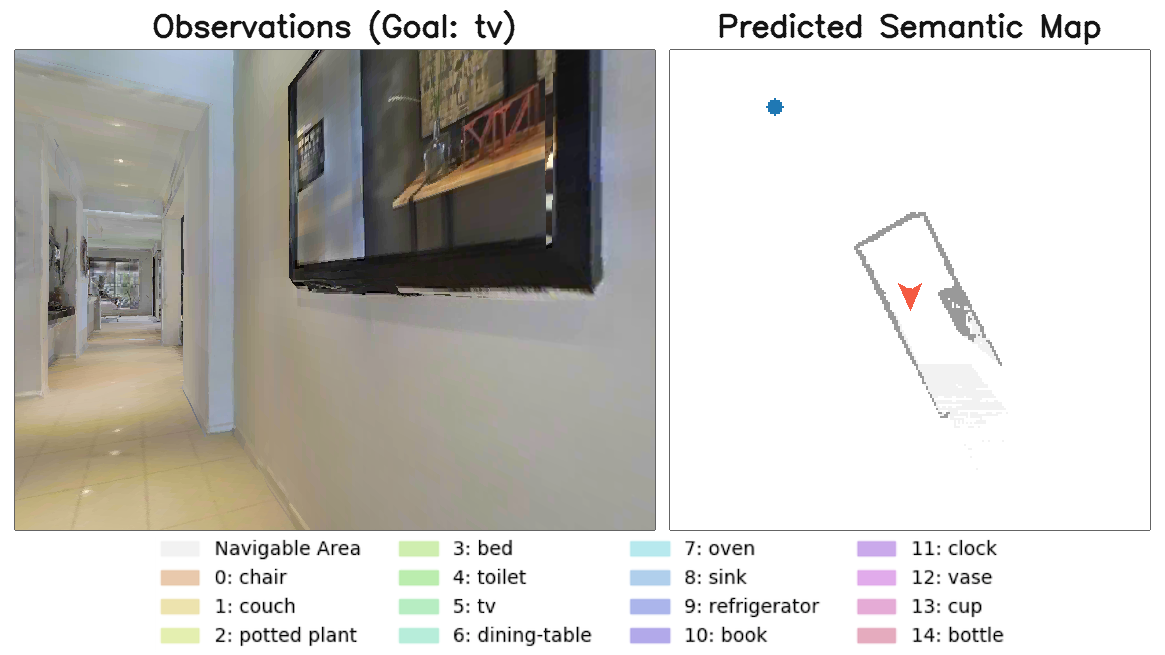 Observations (Goal: tv)
Predicted Semantic Map
Navigable Area
0: chair
1: couch
2: potted plant
3: bed
4: toilet
5: tv
6: dining-table
7: oven
8: sink
9: refrigerator
10: book
11: clock
12: vase
13: cup
14: bottle